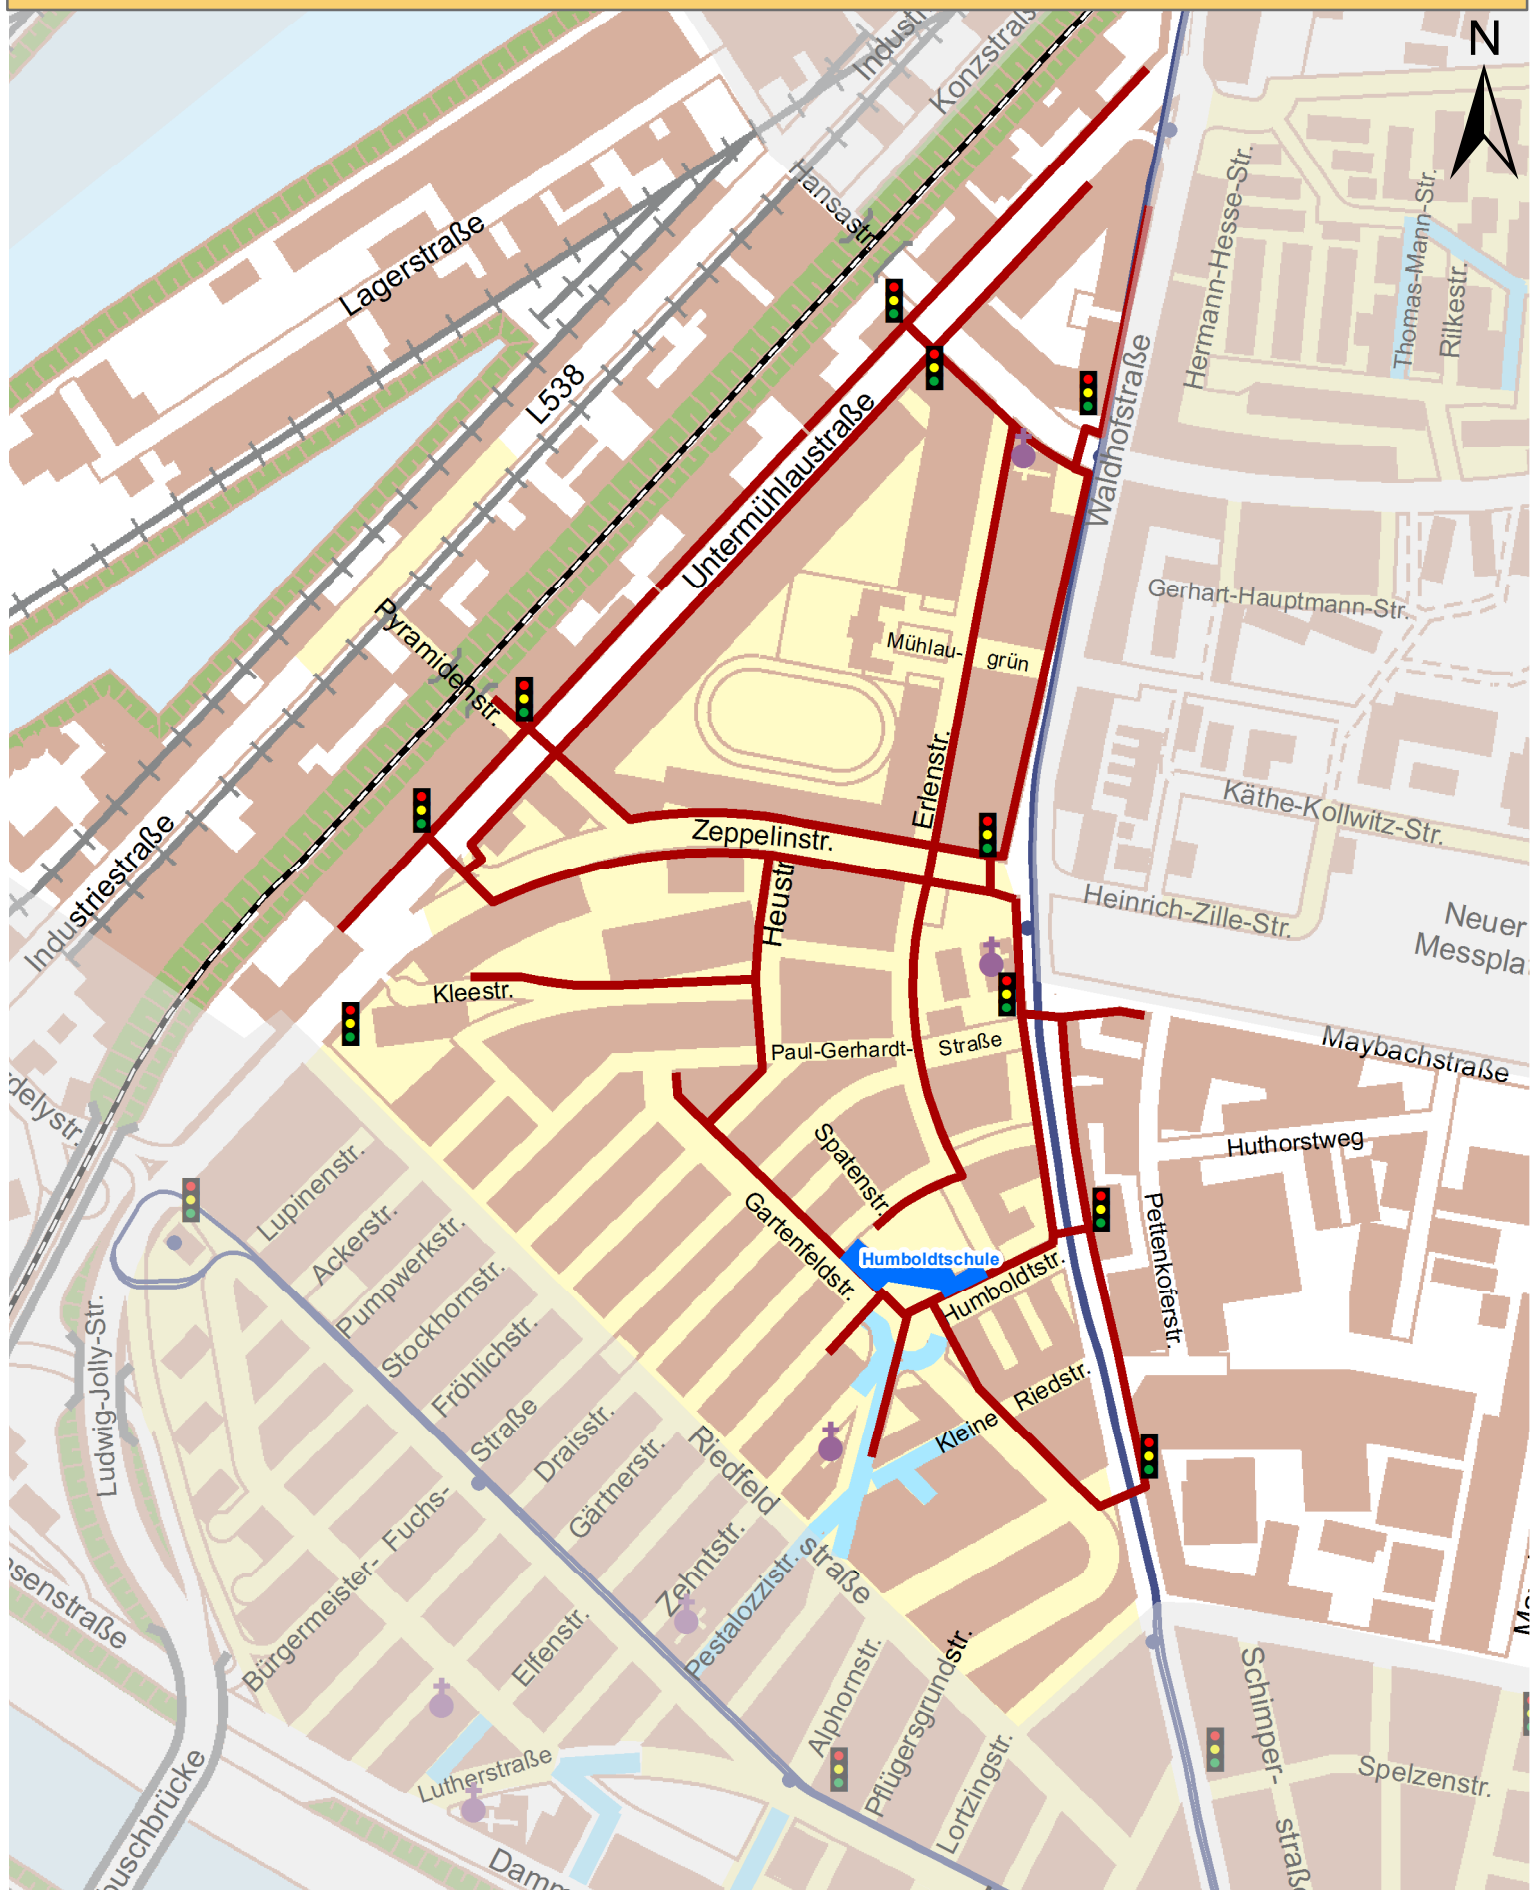 N
Industr
Konzstraß
Hansastr.
Lagerstraße
L538
Hermann-Hesse-Str.
Thomas-Mann-Str.
Rilkestr.
Waldhofstraße
Untermühlaustraße
Pyramidenstr.
Gerhart-Hauptmann-Str.
Mühlau-
grün
Erlenstr.
Zeppelinstr.
Käthe-Kollwitz-Str.
Industriestraße
Heustr.
Heinrich-Zille-Str.
Neuer
Messpla
Kleestr.
Paul-Gerhardt-
Straße
Maybachstraße
delystr.
Huthorstweg
Spatenstr.
Lupinenstr.
Ackerstr.
Pumpwerkstr.
Stockhornstr.
Fröhlichstr.
Straße
Draisstr.
Gärtnerstr.
Gartenfeldstr.
Humboldtschule
Humboldtstr.
Pettenkoferstr.
Ludwig-Jolly-Str.
Kleine
Riedstr.
Riedfeld
straße
Bürgermeister-
Fuchs-
Zehntstr.
Pestalozzistr.
Elfenstr.
senstraße
Alphornstr.
Pflügersgrundstr.
Lortzingstr.
Schimper-
straße
Spelzenstr.
Lutherstraße
Damm
uschbrücke